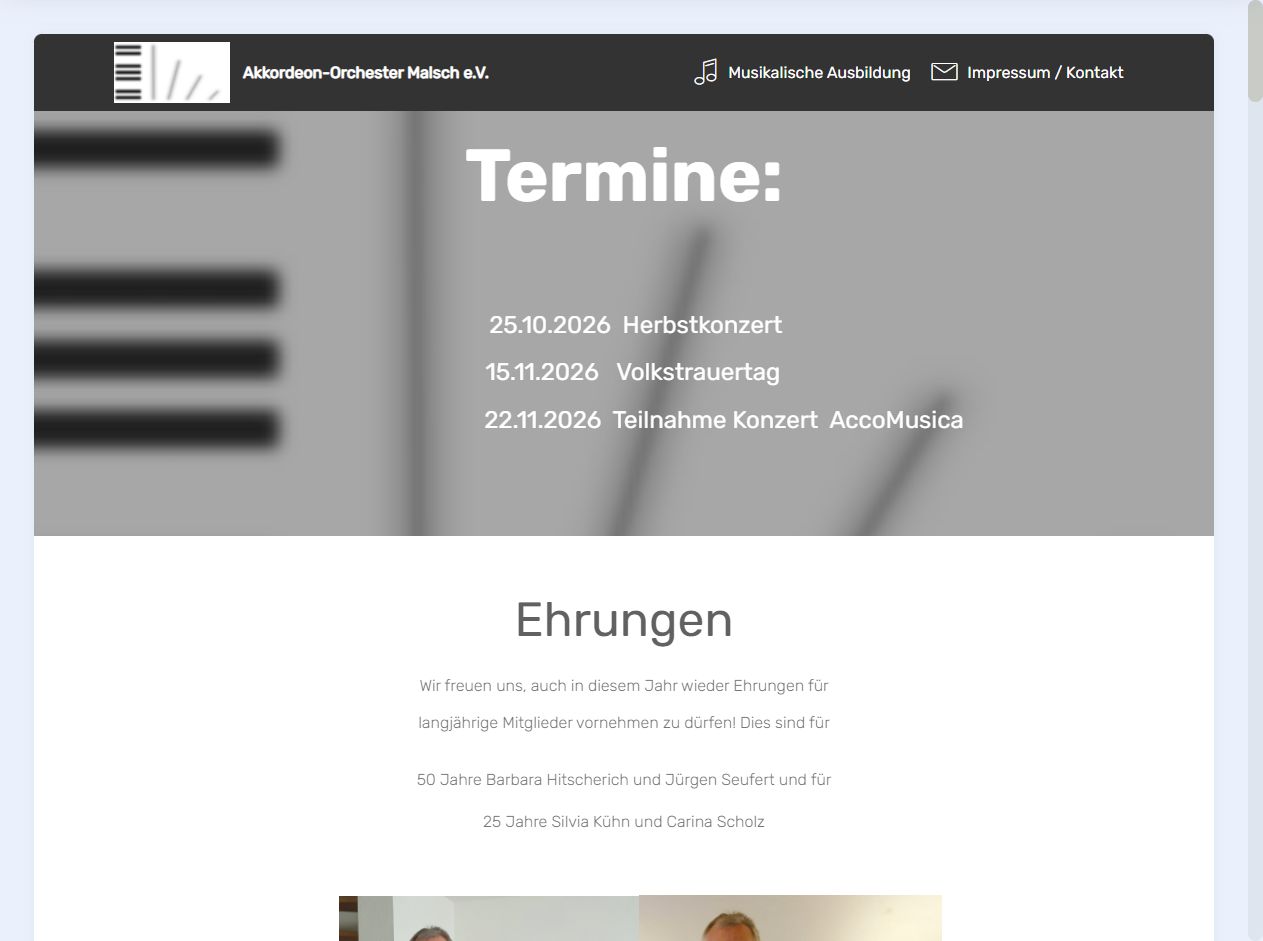 Akkordeon-Orchester Malsch e.V.
Musikalische Ausbildung
Impressum / Kontakt
Termine:
25.10.2026 Herbstkonzert
15.11.2026 Volkstrauertag
22.11.2026 Teilnahme Konzert AccoMusica
Ehrungen
Wir freuen uns, auch in diesem Jahr wieder Ehrungen für
langjährige Mitglieder vornehmen zu dürfen! Dies sind für
50 Jahre Barbara Hitscherich und Jürgen Seufert und für
25 Jahre Silvia Kühn und Carina Scholz